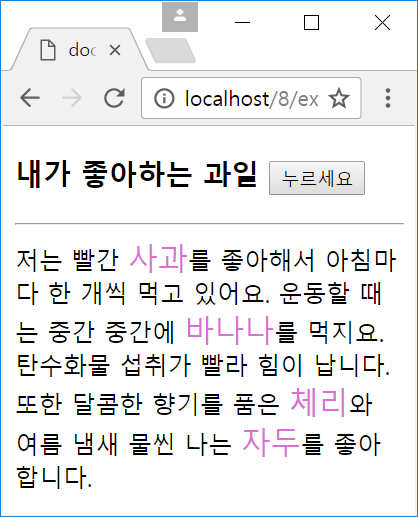 doc
localhost/8/ex
내가 좋아하는 과일 누르세요
저는 빨간 사과를 좋아해서 아침마
다 한 개씩 먹고 있어요. 운동할 때
는 중간 중간에 바나나를 먹지요.
탄수화물 섭취가 빨라 힘이 납니다.
또한 달콤한 향기를 품은 체리와
여름 냄새 물씬 나는 자두를 좋아
합니다.